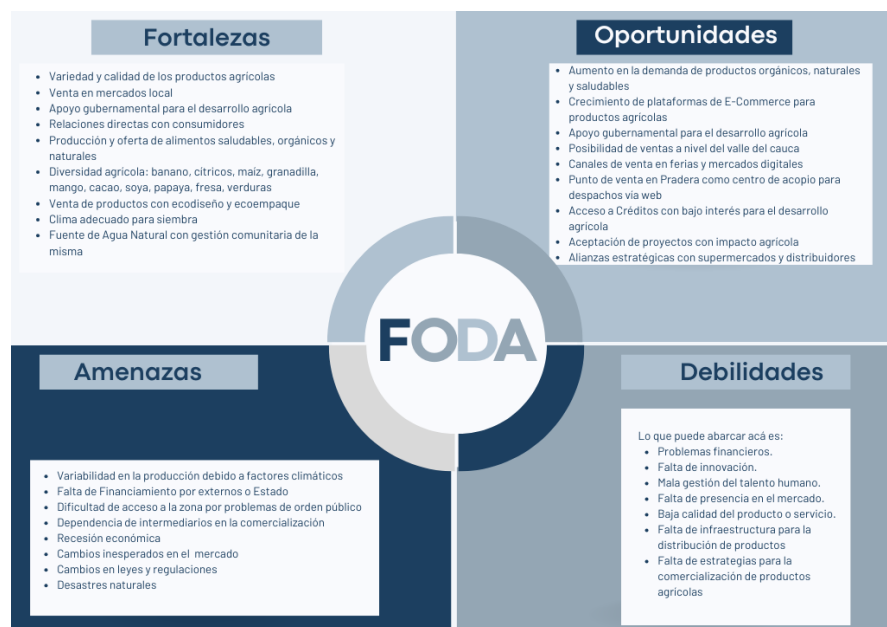 Fortalezas
Variedad y calidad de los productos agrícolas
Venta en mercados local
Apoyo gubernamental para el desarrollo agrícola
Relaciones directas con consumidores
Producción y oferta de alimentos saludables, orgánicos y
naturales
Diversidad agrícola: banano, cítricos, maíz, granadilla,
mango, cacao, soya, papaya, fresa, verduras
Venta de productos con ecodiseño y ecoempaque
Clima adecuado para siembra
Fuente de Agua Natural con gestión comunitaria de la
misma
Oportunidades
Aumento en la demanda de productos orgánicos, naturales
y saludables
Crecimiento de plataformas de E-Commerce para
productos agrícolas
Apoyo gubernamental para el desarrollo agrícola
Posibilidad de ventas a nivel del valle del cauca
Canales de venta en ferias y mercados digitales
Punto de venta en Pradera como centro de acopio para
despachos vía web
Acceso a Créditos con bajo interés para el desarrollo
agrícola
Aceptación de proyectos con impacto agrícola
Alianzas estratégicas con supermercados y distribuidores
FODA
Amenazas
Variabilidad en la producción debido a factores climáticos
Falta de Financiamiento por externos o Estado
Dificultad de acceso a la zona por problemas de orden público
Dependencia de intermediarios en la comercialización
Recesión económica
Cambios inesperados en el mercado
Cambios en leyes y regulaciones
Desastres naturales
Debilidades
Lo que puede abarcar acá es:
Problemas financieros.
Falta de innovación.
Mala gestión del talento humano.
Falta de presencia en el mercado.
Baja calidad del producto o servicio.
Falta de infraestructura para la
distribución de productos
Falta de estrategias para la
comercialización de productos
agrícolas